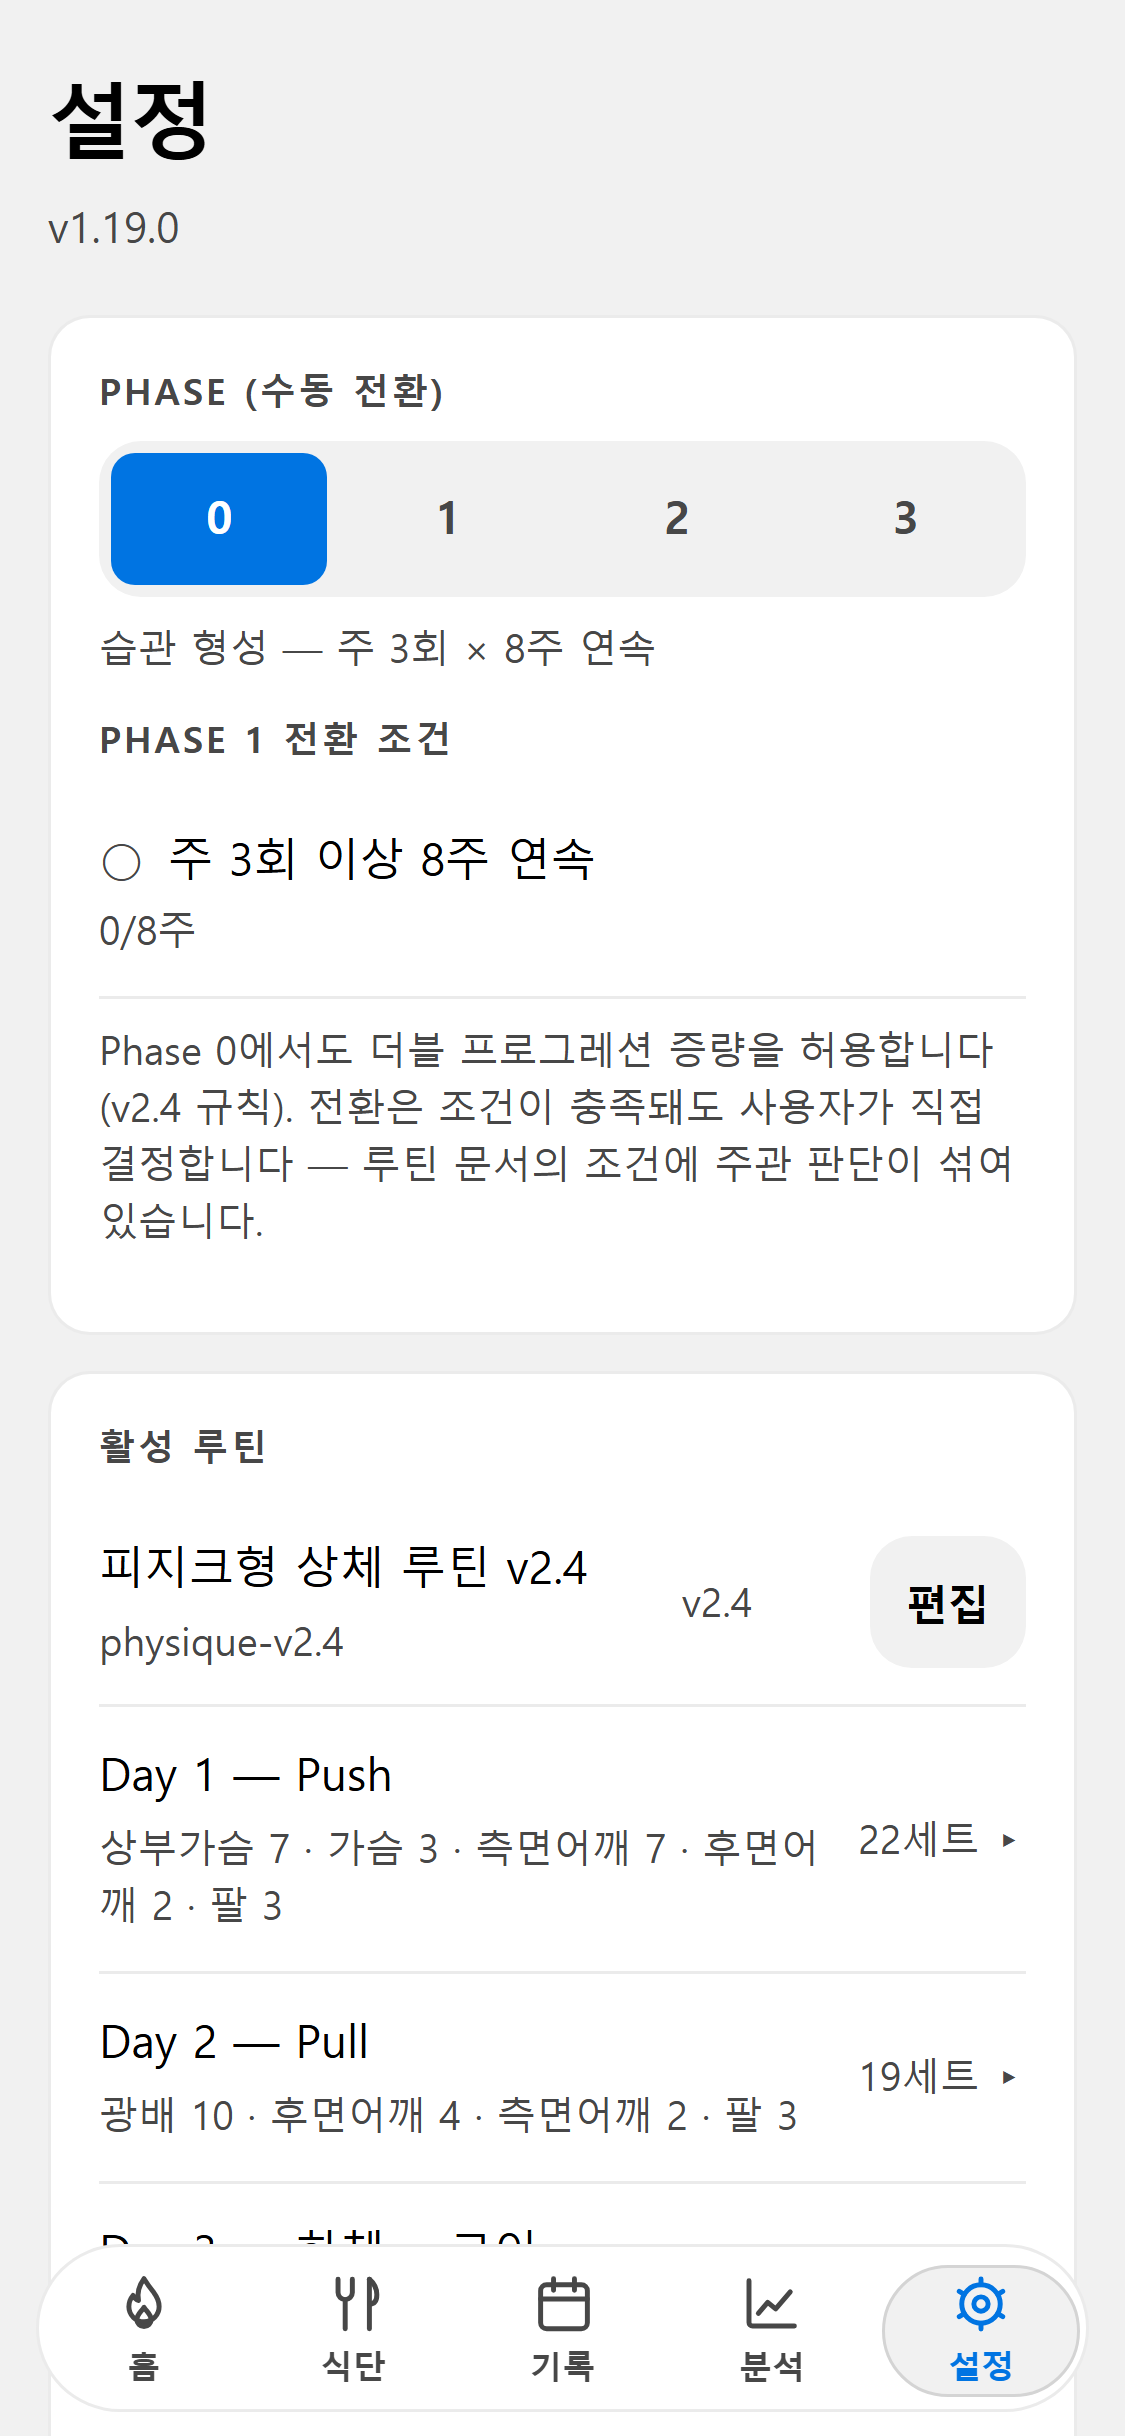 설정
v1.19.0
PHASE (수동 전환)
0 1 2 3
습관 형성 — 주 3회 × 8주 연속
PHASE 1 전환 조건
○ 주 3회 이상 8주 연속
0/8주
Phase 0에서도 더블 프로그레션 증량을 허용합니다
(v2.4 규칙). 전환은 조건이 충족돼도 사용자가 직접
결정합니다 — 루틴 문서의 조건에 주관 판단이 섞여
있습니다.
활성 루틴
피지크형 상체 루틴 v2.4
physique-v2.4
v2.4
편집
Day 1 — Push
상부가슴 7 · 가슴 3 · 측면어깨 7 · 후면어
깨 2 · 팔 3
22세트 ▸
Day 2 — Pull
광배 10 · 후면어깨 4 · 측면어깨 2 · 팔 3
19세트 ▸
홈 식단 기록 분석 설정